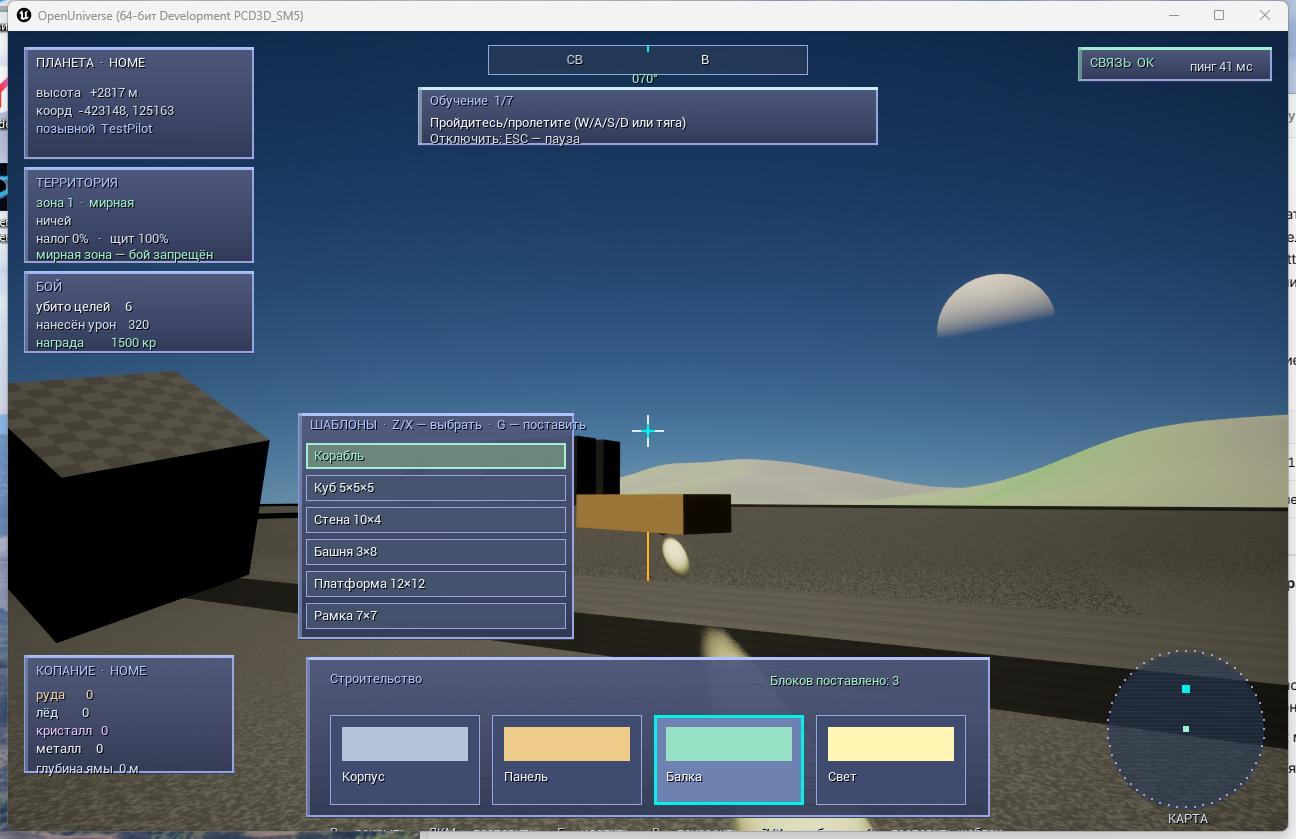 OpenUniverse (64-бит Development PCD3D_SM5)
ПЛАНЕТА · HOME
высота +2817 м
коорд -423148, 125163
позывной TestPilot
СВ В
070°
Обучение 1/7
Пройдитесь/пролетите (W/A/S/D или тяга)
Отключить: ESC — пауза
СВЯЗЬ ОК пинг 41 мс
ТЕРРИТОРИЯ
зона 1 · мирная
ничей
налог 0% · щит 100%
мирная зона — бой запрещён
БОЙ
убито целей 6
нанесён урон 320
награда 1500 кр
ШАБЛОНЫ · Z/X — выбрать · G — поставить
Корабль
Куб 5×5×5
Стена 10×4
Башня 3×8
Платформа 12×12
Рамка 7×7
КОПАНИЕ · HOME
руда 0
лёд 0
кристалл 0
металл 0
глубина ямы 0 м
Строительство
Блоков поставлено: 3
Корпус
Панель
Балка
Свет
КАРТА